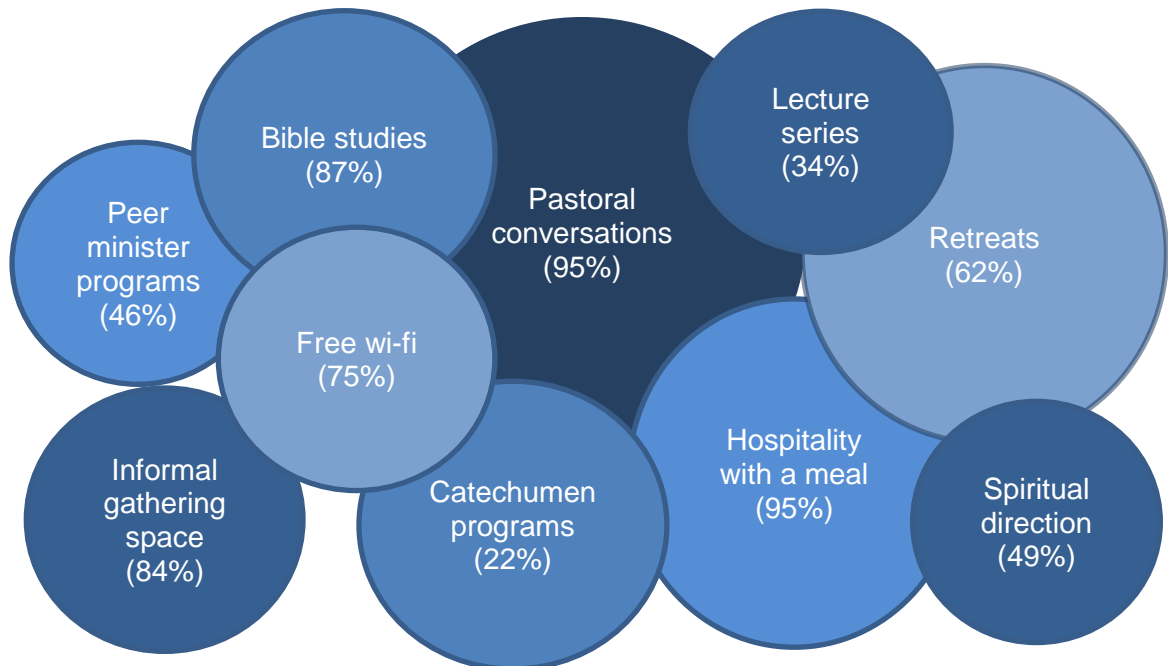 Bible studies
(87%)
Pastoral
conversations
(95%)
Lecture
series
(34%)
Retreats
(62%)
Peer
minister
programs
(46%)
Free wi-fi
(75%)
Informal
gathering
space
(84%)
Catechumen
programs
(22%)
Hospitality
with a meal
(95%)
Spiritual
direction
(49%)